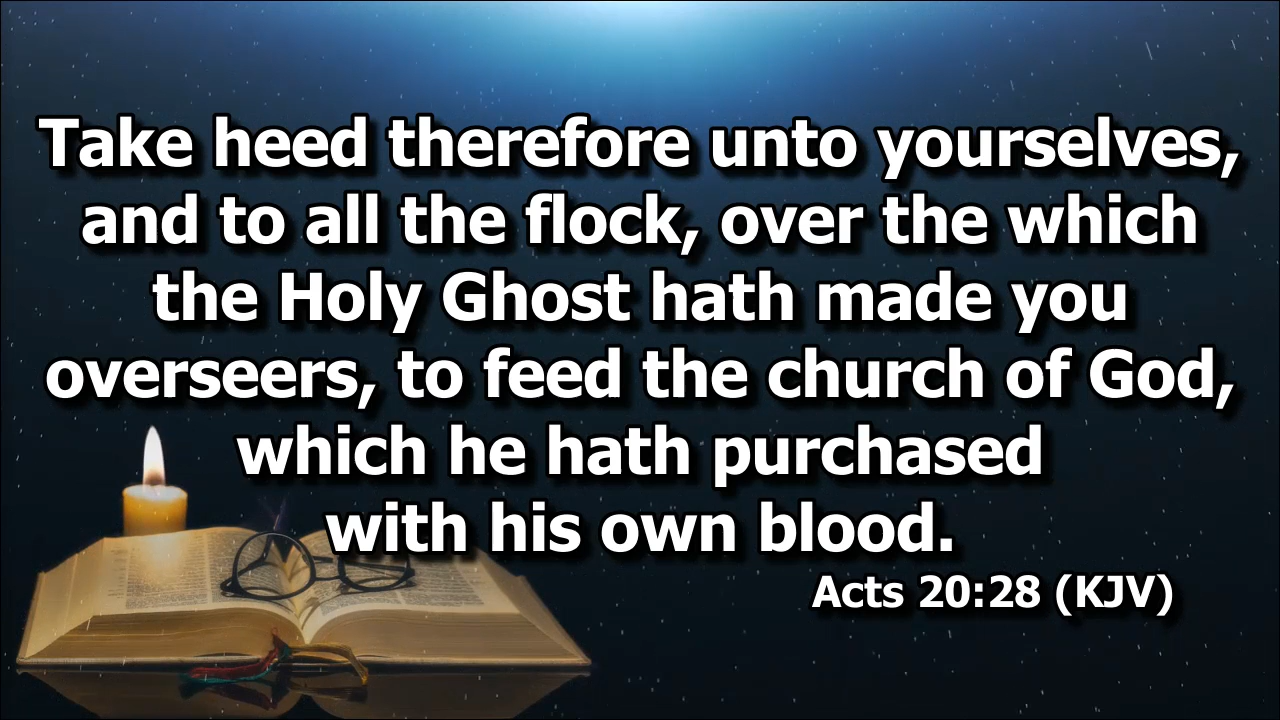 Take heed therefore unto yourselves,
and to all the flock, over the which
the Holy Ghost hath made you
overseers, to feed the church of God,
which he hath purchased
with his own blood.
Acts 20:28 (KJV)